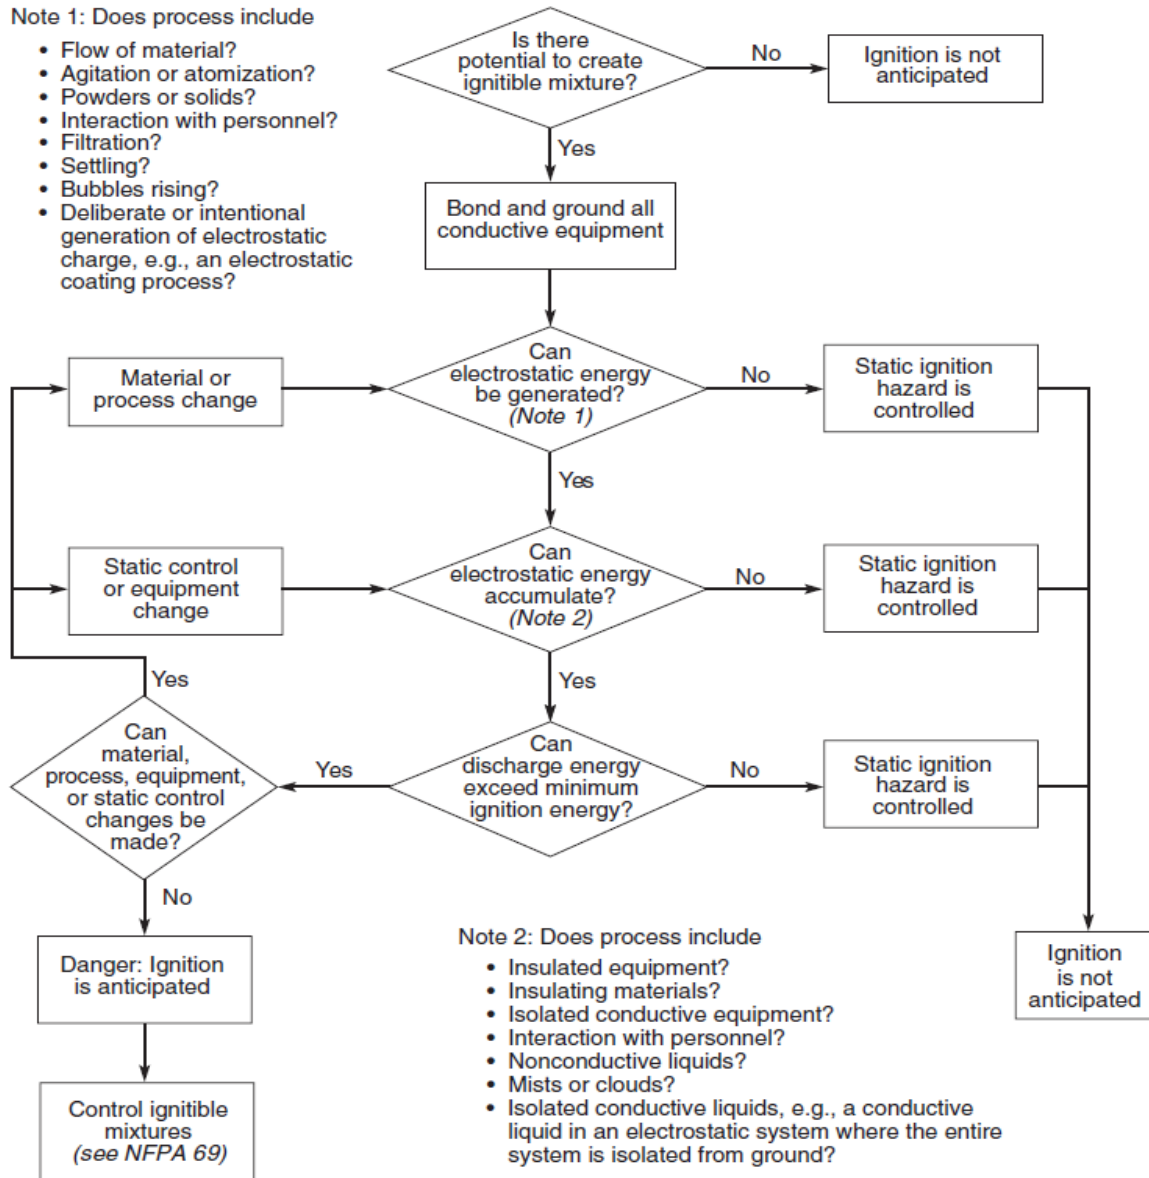 Note 1: Does process include
• Flow of material?
• Agitation or atomization?
• Powders or solids?
• Interaction with personnel?
• Filtration?
• Settling?
• Bubbles rising?
• Deliberate or intentional
generation of electrostatic
charge, e.g., an electrostatic
coating process?
Is there
potential to create
ignitible mixture?
No
Ignition is not
anticipated
Yes
Bond and ground all
conductive equipment
Material or
process change
Can
electrostatic energy
be generated?
(Note 1)
No
Static ignition
hazard is
controlled
Yes
Static control
or equipment
change
Can
electrostatic energy
accumulate?
(Note 2)
No
Static ignition
hazard is
controlled
Yes
Yes
Can
material,
process, equipment,
or static control
changes be
made?
Yes
Can
discharge energy
exceed minimum
ignition energy?
No
Static ignition
hazard is
controlled
No
Danger: Ignition
is anticipated
Control ignitible
mixtures
(see NFPA 69)
Note 2: Does process include
• Insulated equipment?
• Insulating materials?
• Isolated conductive equipment?
• Interaction with personnel?
• Nonconductive liquids?
• Mists or clouds?
• Isolated conductive liquids, e.g., a conductive
liquid in an electrostatic system where the entire
system is isolated from ground?
Ignition
is not
anticipated